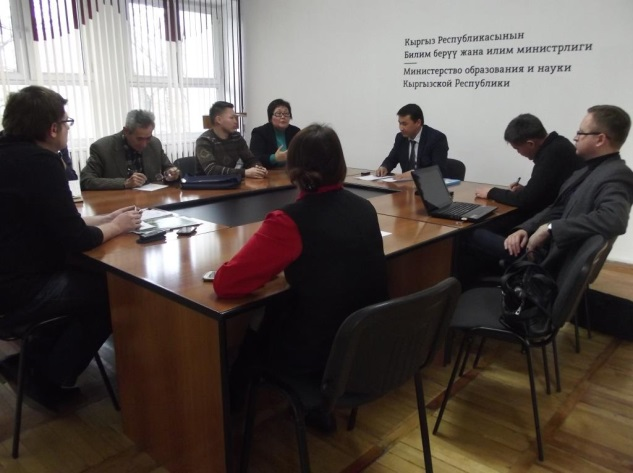 Кыргыз Республикасынын
Билим берүү жана илим министрлиги
Министерство образования и науки
Кыргызской Республики